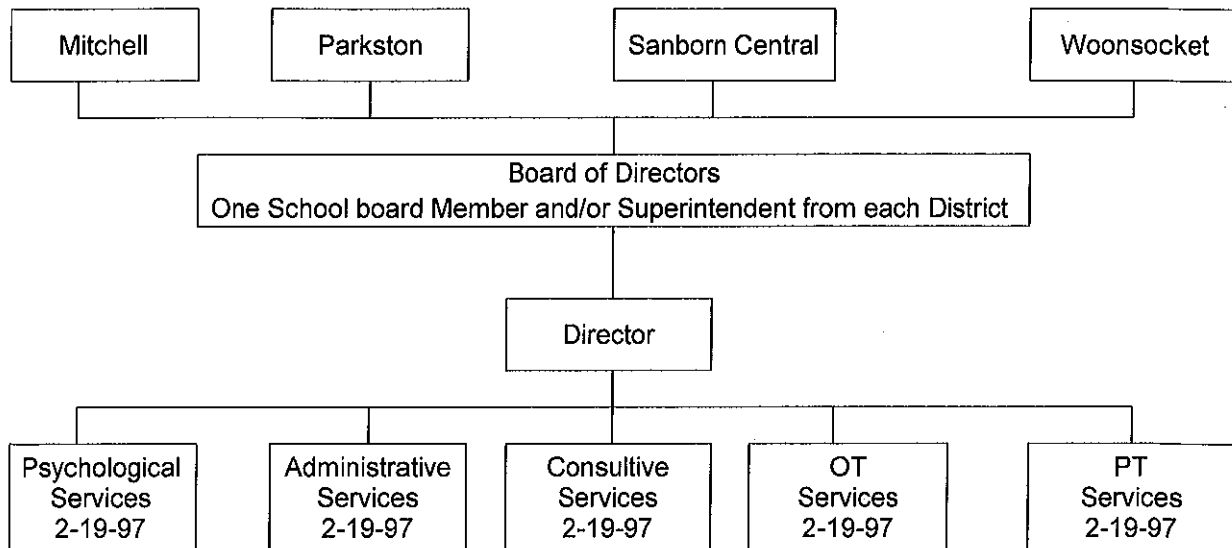 Mitchell
Parkston
Sanborn Central
Woonsocket
Board of Directors
One School board Member and/or Superintendent from each District
Director
Psychological
Services
2-19-97
Administrative
Services
2-19-97
Consultive
Services
2-19-97
OT
Services
2-19-97
PT
Services
2-19-97